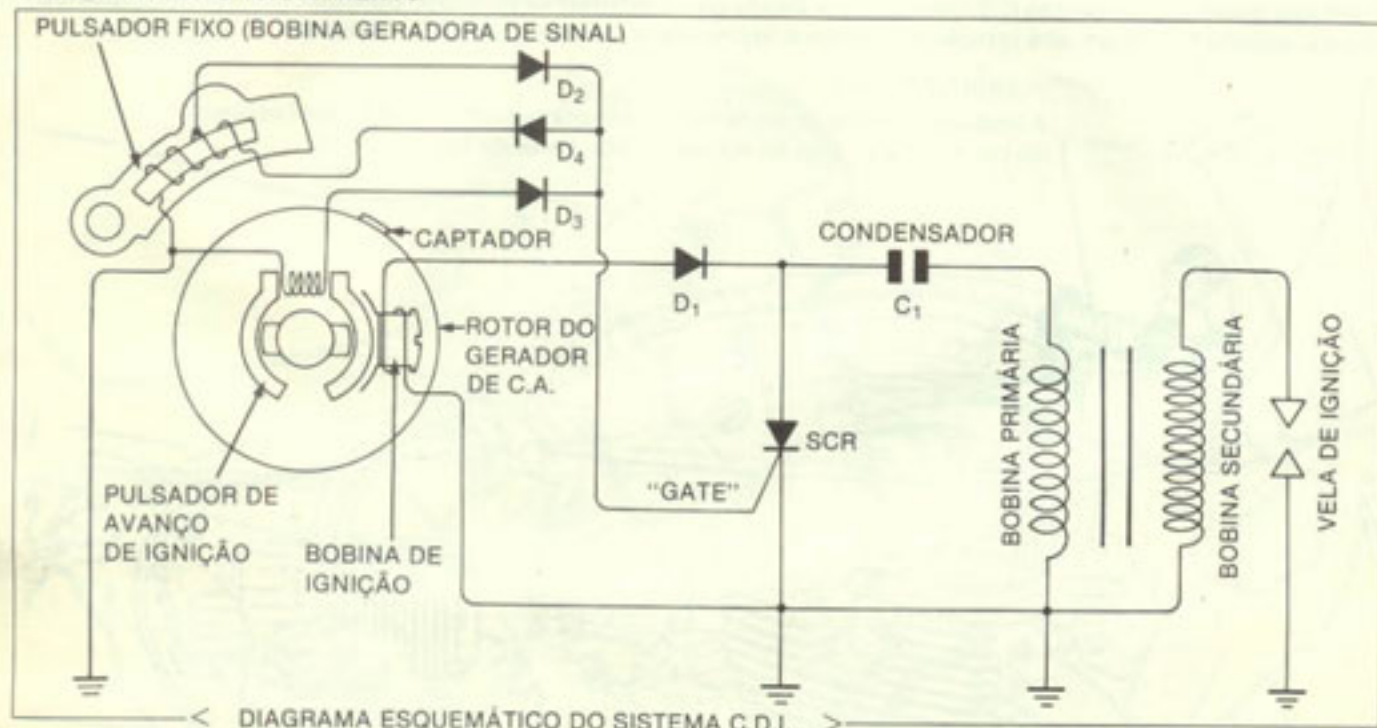 PULSADOR FIXO (BOBINA GERADORA DE SINAL)
D2
D4
D3
CAPTADOR
CONDENSADOR
D1
C1
ROTOR DO
GERADOR
DE C.A.
SCR
"GATE"
PULSADOR DE
AVANÇO
DE IGNIÇÃO
BOBINA DE
IGNIÇÃO
BOBINA PRIMÁRIA
BOBINA SECUNDÁRIA
VELA DE IGNIÇÃO
< DIAGRAMA ESQUEMÁTICO DO SISTEMA C.D.I. >